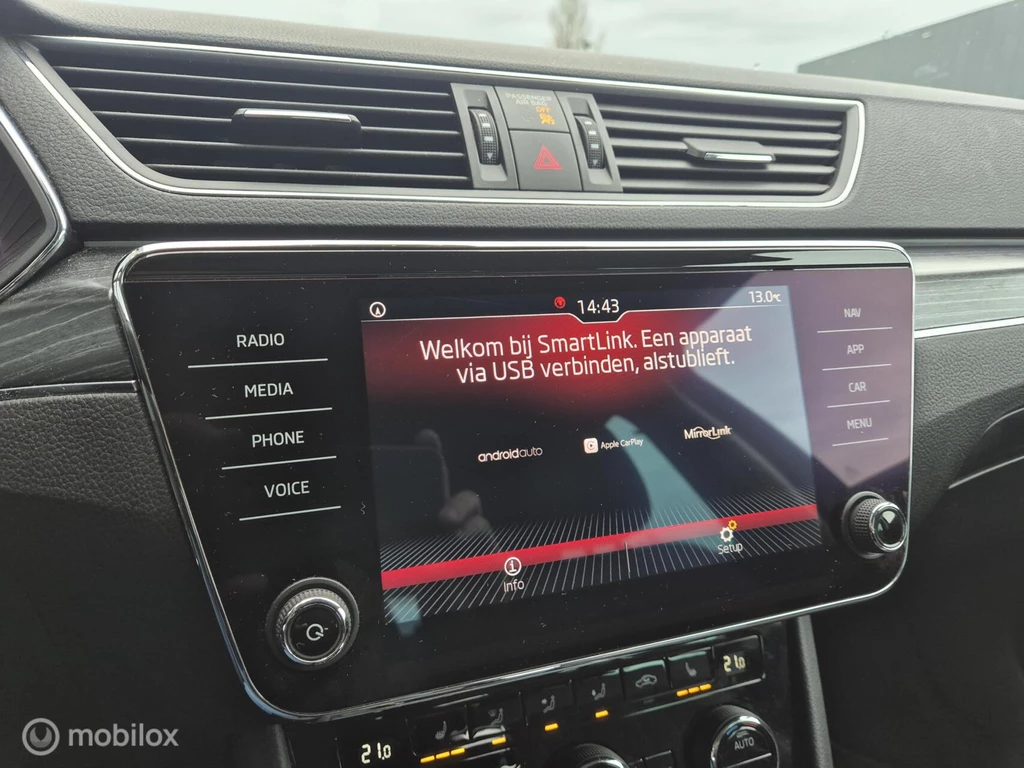 PASSENGER
AIR BAG
OFF
RADIO
MEDIA
PHONE
VOICE
14:43
13.0°C
Welkom bij SmartLink. Een apparaat
via USB verbinden, alstublieft.
androidauto
Apple CarPlay
MirrorLink
Info
Setup
NAV
APP
CAR
MENU
21.0
21.0
AUTO
mobilox